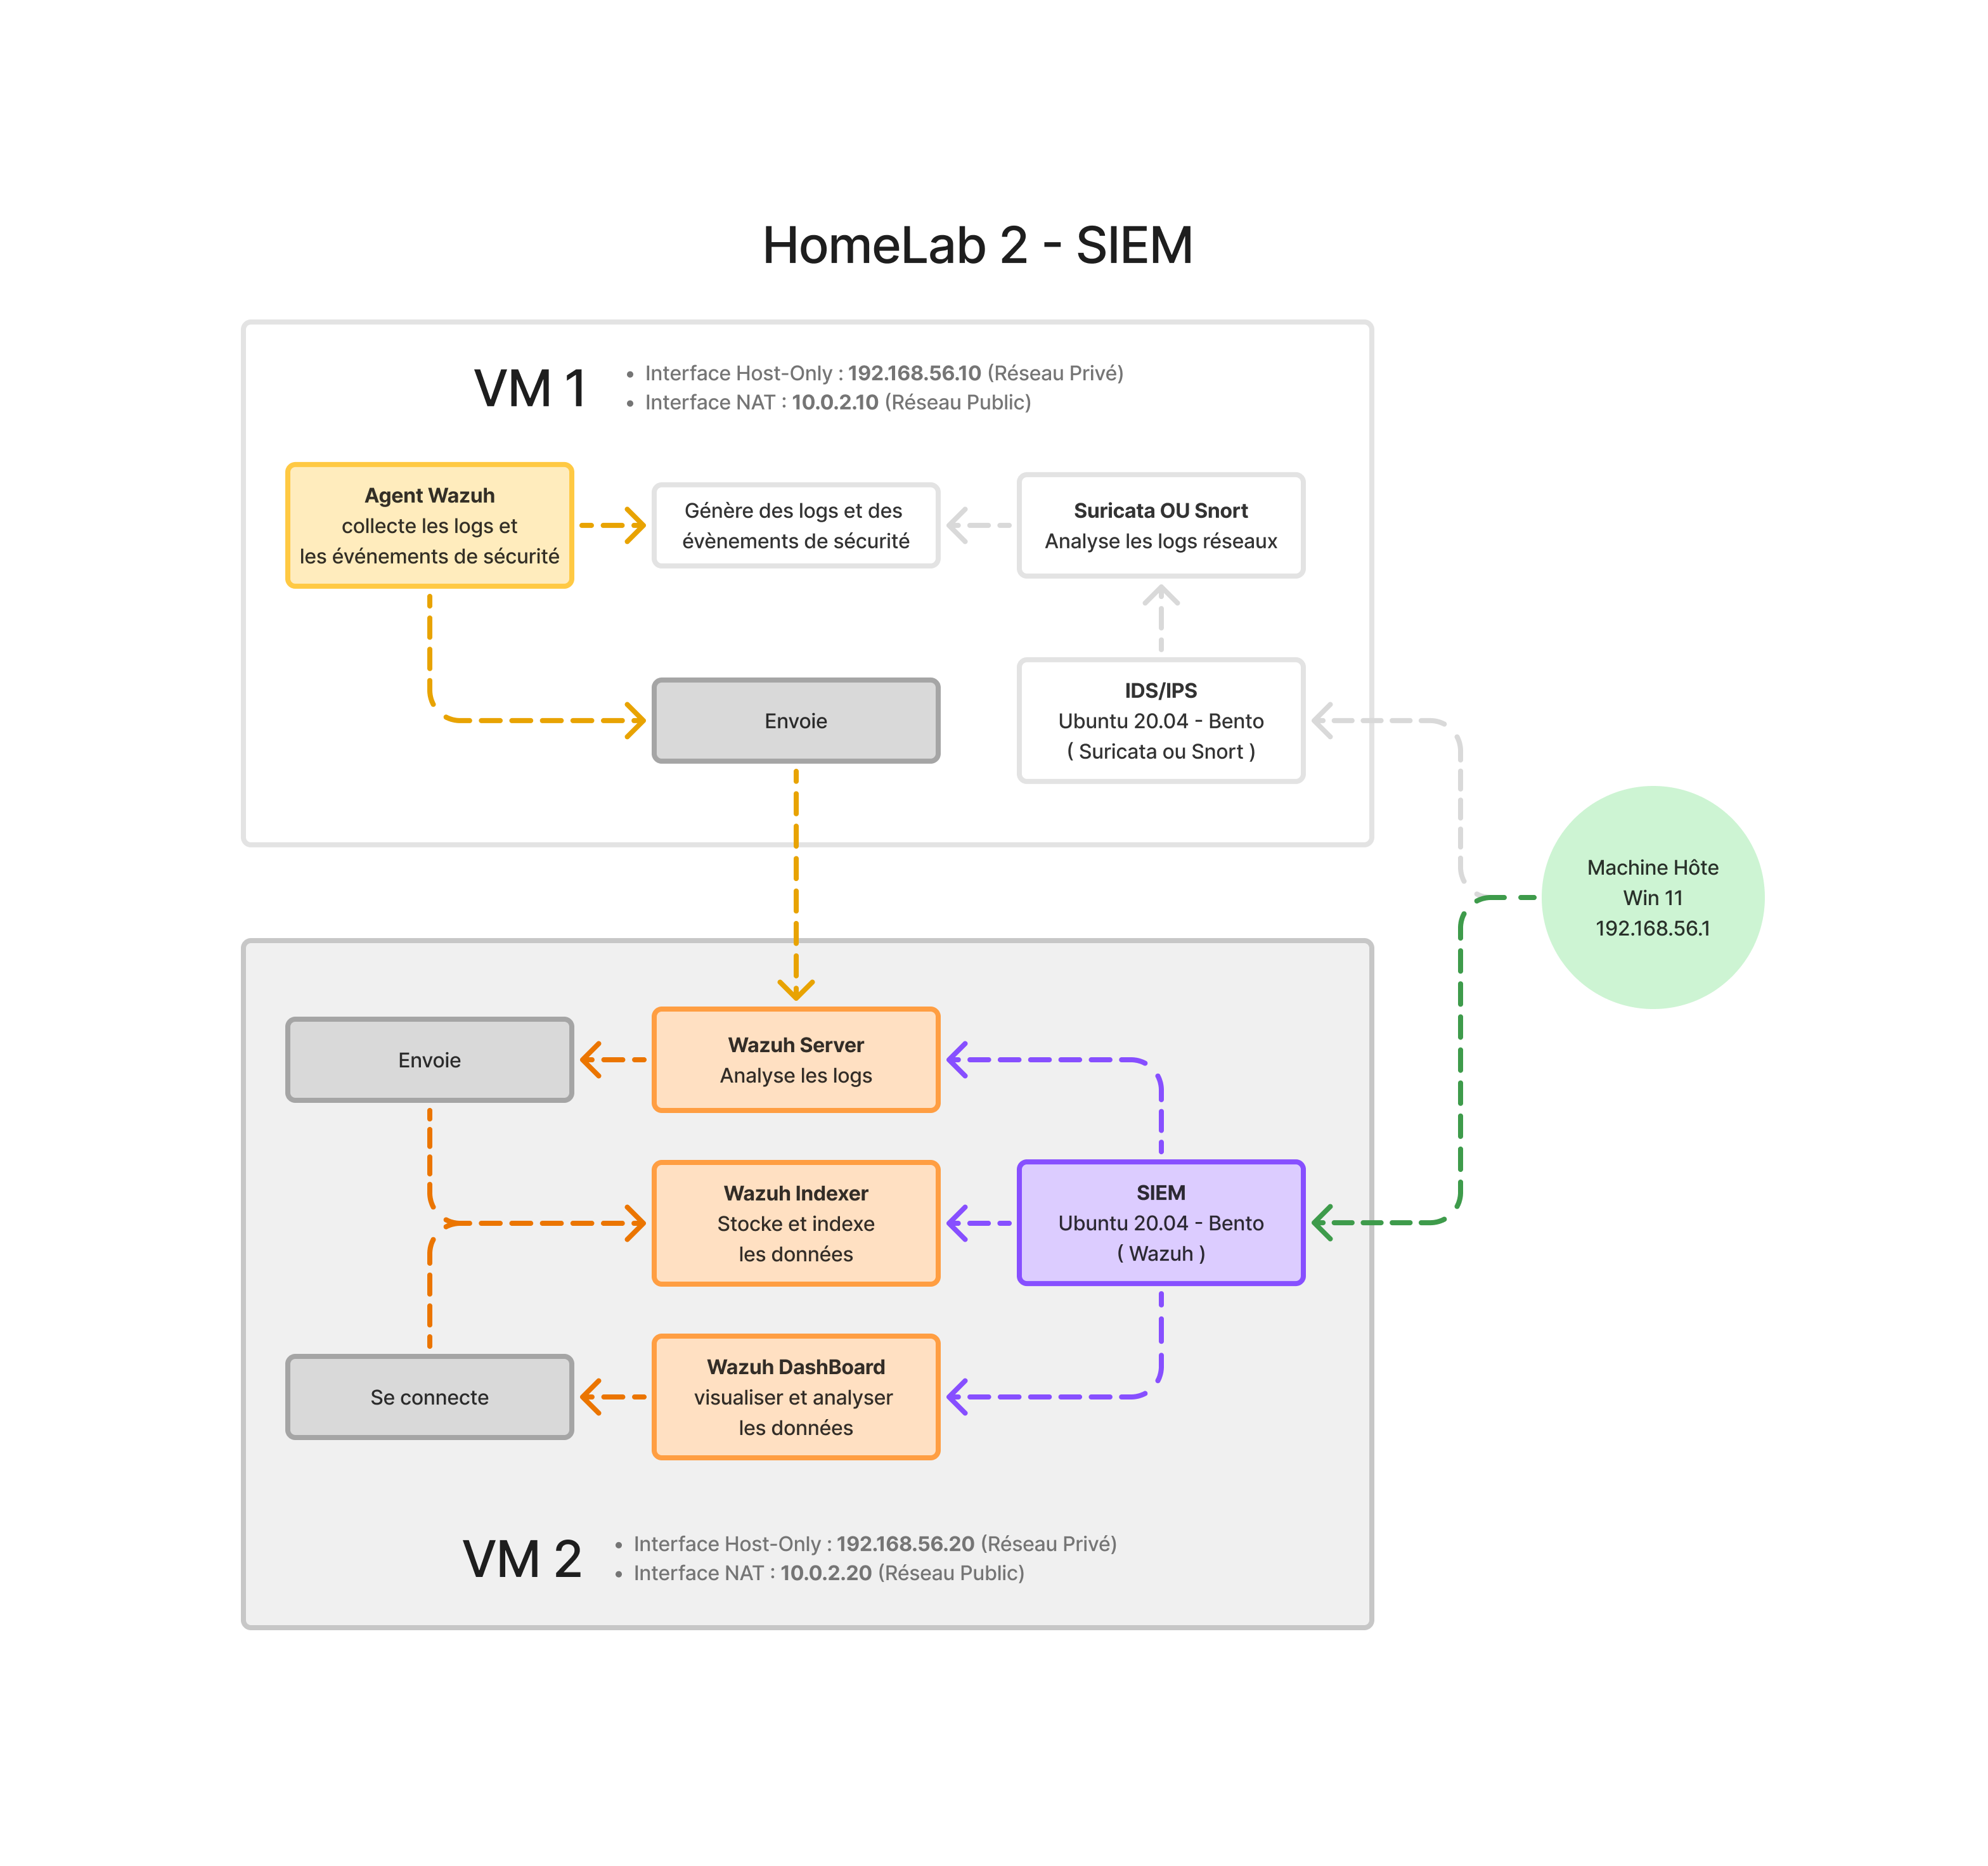 HomeLab 2 - SIEM
VM 1
• Interface Host-Only : 192.168.56.10 (Réseau Privé)
• Interface NAT : 10.0.2.10 (Réseau Public)
Agent Wazuh
collecte les logs et
les événements de sécurité
Génère des logs et des
évènements de sécurité
Suricata OU Snort
Analyse les logs réseaux
Envoie
IDS/IPS
Ubuntu 20.04 - Bento
( Suricata ou Snort )
Machine Hôte
Win 11
192.168.56.1
Envoie
Wazuh Server
Analyse les logs
Wazuh Indexer
Stocke et indexe
les données
SIEM
Ubuntu 20.04 - Bento
( Wazuh )
Se connecte
Wazuh DashBoard
visualiser et analyser
les données
VM 2
• Interface Host-Only : 192.168.56.20 (Réseau Privé)
• Interface NAT : 10.0.2.20 (Réseau Public)